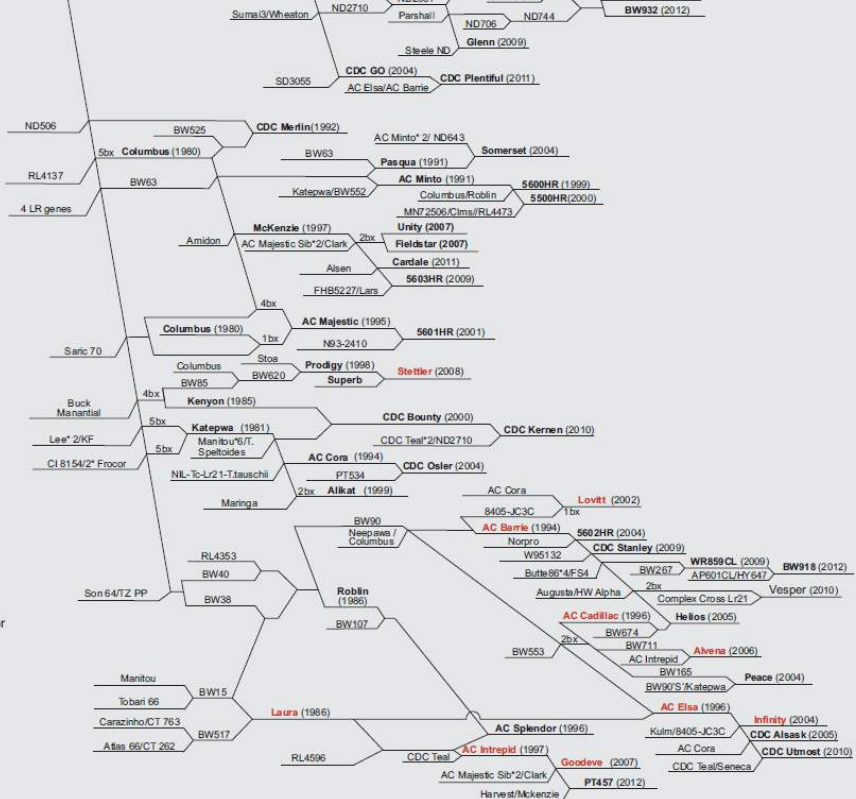 ND2710
Sumai3/Wheaton
Parshall
ND706
ND744
BW932 (2012)
Glenn (2009)
Steele ND
CDC GO (2004)
SD3055
AC Elsa/AC Barrie
CDC Plentiful (2011)
ND506
BW525
CDC Merlin(1992)
5bx
Columbus (1980)
AC Minto* 2/ ND643
Somerset (2004)
BW63
Pasqua (1991)
RL4137
BW63
AC Minto (1991)
Katepwa/BW552
5600HR (1999)
Columbus/Roblin
5500HR(2000)
4 LR genes
MN72506/Clms//RL4473
McKenzie (1997)
Unity (2007)
Amidon
AC Majestic Sib*2/Clark
2bx
Fieldstar (2007)
Alsen
Cardale (2011)
5603HR (2009)
FHB5227/Lars
4bx
AC Majestic (1995)
Columbus (1980)
5601HR (2001)
1bx
N93-2410
Saric 70
Stoa
Columbus
Prodigy (1998)
BW620
Stettler (2008)
BW85
Superb
4bx
Buck
Manantial
Kenyon (1985)
5bx
Katepwa (1981)
CDC Bounty (2000)
CDC Kernen (2010)
Lee* 2/KF
Manitou*6/T.
Speltoides
CDC Teal*2/ND2710
5bx
CI 8154/2* Frocor
AC Cora (1994)
CDC Osler (2004)
NIL-Tc-Lr21-T.tauschii
PT534
2bx
Alikat (1999)
Maringa
AC Cora
Lovitt (2002)
8405-JC3C
1bx
BW90
Neepawa /
Columbus
AC Barrie (1994)
5602HR (2004)
Norpro
CDC Stanley (2009)
W95132
WR859CL (2009)
BW267
BW918 (2012)
Butte86*4/FS4
AP601CL/HY647
RL4353
BW40
2bx
Vesper (2010)
Augusta/HW Alpha
Complex Cross Lr21
Son 64/TZ PP
BW38
Roblin
(1986)
AC Cadillac (1996)
Helios (2005)
BW107
BW674
or
2bx
BW711
Alvena (2006)
BW553
AC Intrepid
BW165
Peace (2004)
Manitou
BW90'S'/Katepwa
BW15
Tobari 66
AC Elsa (1996)
Laura (1986)
Infinity (2004)
Carazinho/CT 763
AC Splendor (1996)
Kulm/8405-JC3C
CDC Alsask (2005)
BW517
Atlas 66/CT 262
AC Cora
CDC Utmost (2010)
AC Intrepid (1997)
RL4596
CDC Teal
Goodeve (2007)
CDC Teal/Seneca
AC Majestic Sib*2/Clark
PT457 (2012)
Harvest/Mckenzie